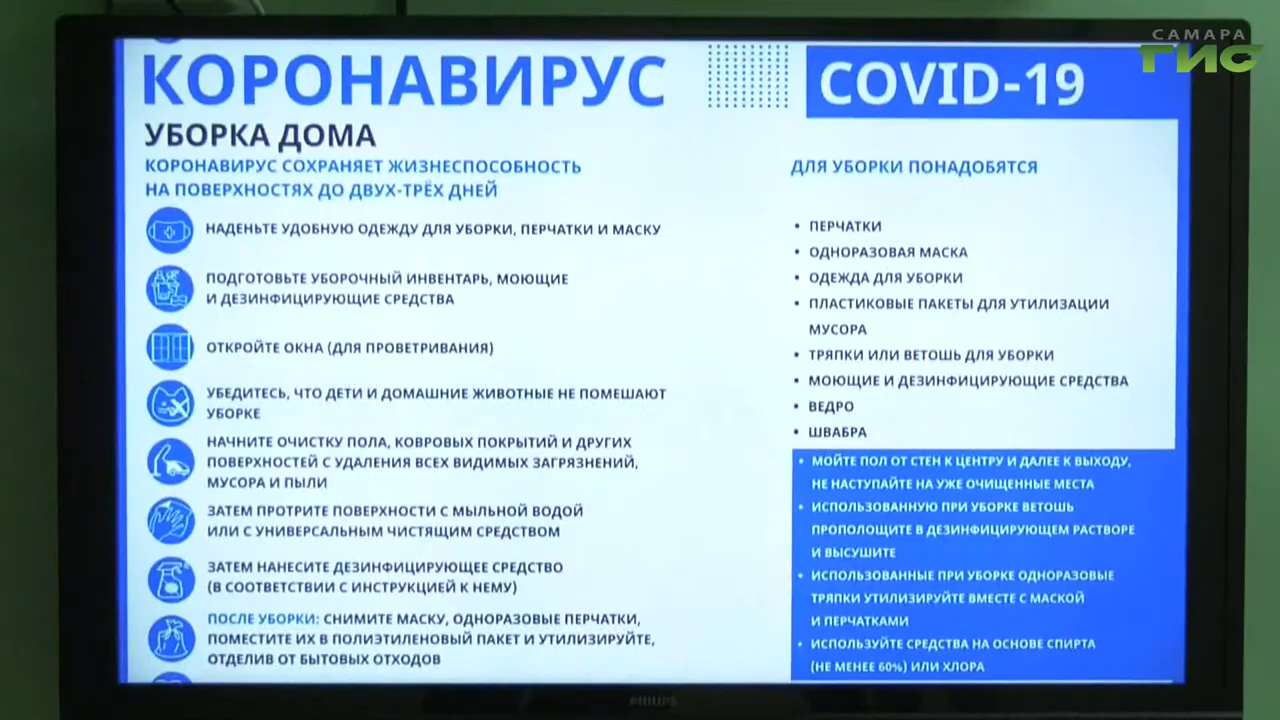 САМАРА
ГИС
КОРОНАВИРУС
COVID-19
УБОРКА ДОМА
КОРОНАВИРУС СОХРАНЯЕТ ЖИЗНЕСПОСОБНОСТЬ
НА ПОВЕРХНОСТЯХ ДО ДВУХ-ТРЁХ ДНЕЙ
НАДЕНЬТЕ УДОБНУЮ ОДЕЖДУ ДЛЯ УБОРКИ, ПЕРЧАТКИ И МАСКУ
ПОДГОТОВЬТЕ УБОРОЧНЫЙ ИНВЕНТАРЬ, МОЮЩИЕ
И ДЕЗИНФИЦИРУЮЩИЕ СРЕДСТВА
ОТКРОЙТЕ ОКНА (ДЛЯ ПРОВЕТРИВАНИЯ)
УБЕДИТЕСЬ, ЧТО ДЕТИ И ДОМАШНИЕ ЖИВОТНЫЕ НЕ ПОМЕШАЮТ
УБОРКЕ
НАЧНИТЕ ОЧИСТКУ ПОЛА, КОВРОВЫХ ПОКРЫТИЙ И ДРУГИХ
ПОВЕРХНОСТЕЙ С УДАЛЕНИЯ ВСЕХ ВИДИМЫХ ЗАГРЯЗНЕНИЙ,
МУСОРА И ПЫЛИ
ЗАТЕМ ПРОТРИТЕ ПОВЕРХНОСТИ С МЫЛЬНОЙ ВОДОЙ
ИЛИ С УНИВЕРСАЛЬНЫМ ЧИСТЯЩИМ СРЕДСТВОМ
ЗАТЕМ НАНЕСИТЕ ДЕЗИНФИЦИРУЮЩЕЕ СРЕДСТВО
(В СООТВЕТСТВИИ С ИНСТРУКЦИЕЙ К НЕМУ)
ПОСЛЕ УБОРКИ: СНИМИТЕ МАСКУ, ОДНОРАЗОВЫЕ ПЕРЧАТКИ,
ПОМЕСТИТЕ ИХ В ПОЛИЭТИЛЕНОВЫЙ ПАКЕТ И УТИЛИЗИРУЙТЕ,
ОТДЕЛИВ ОТ БЫТОВЫХ ОТХОДОВ
ДЛЯ УБОРКИ ПОНАДОБЯТСЯ
• ПЕРЧАТКИ
• ОДНОРАЗОВАЯ МАСКА
• ОДЕЖДА ДЛЯ УБОРКИ
• ПЛАСТИКОВЫЕ ПАКЕТЫ ДЛЯ УТИЛИЗАЦИИ
МУСОРА
• ТРЯПКИ ИЛИ ВЕТОШЬ ДЛЯ УБОРКИ
• МОЮЩИЕ И ДЕЗИНФИЦИРУЮЩИЕ СРЕДСТВА
• ВЕДРО
• ШВАБРА
• МОЙТЕ ПОЛ ОТ СТЕН К ЦЕНТРУ И ДАЛЕЕ К ВЫХОДУ,
НЕ НАСТУПАЙТЕ НА УЖЕ ОЧИЩЕННЫЕ МЕСТА
• ИСПОЛЬЗОВАННУЮ ПРИ УБОРКЕ ВЕТОШЬ
ПРОПОЛОЩИТЕ В ДЕЗИНФИЦИРУЮЩЕМ РАСТВОРЕ
И ВЫСУШИТЕ
• ИСПОЛЬЗОВАННЫЕ ПРИ УБОРКЕ ОДНОРАЗОВЫЕ
ТРЯПКИ УТИЛИЗИРУЙТЕ ВМЕСТЕ С МАСКОЙ
И ПЕРЧАТКАМИ
• ИСПОЛЬЗУЙТЕ СРЕДСТВА НА ОСНОВЕ СПИРТА
(НЕ МЕНЕЕ 60%) ИЛИ ХЛОРА
PHILIPS